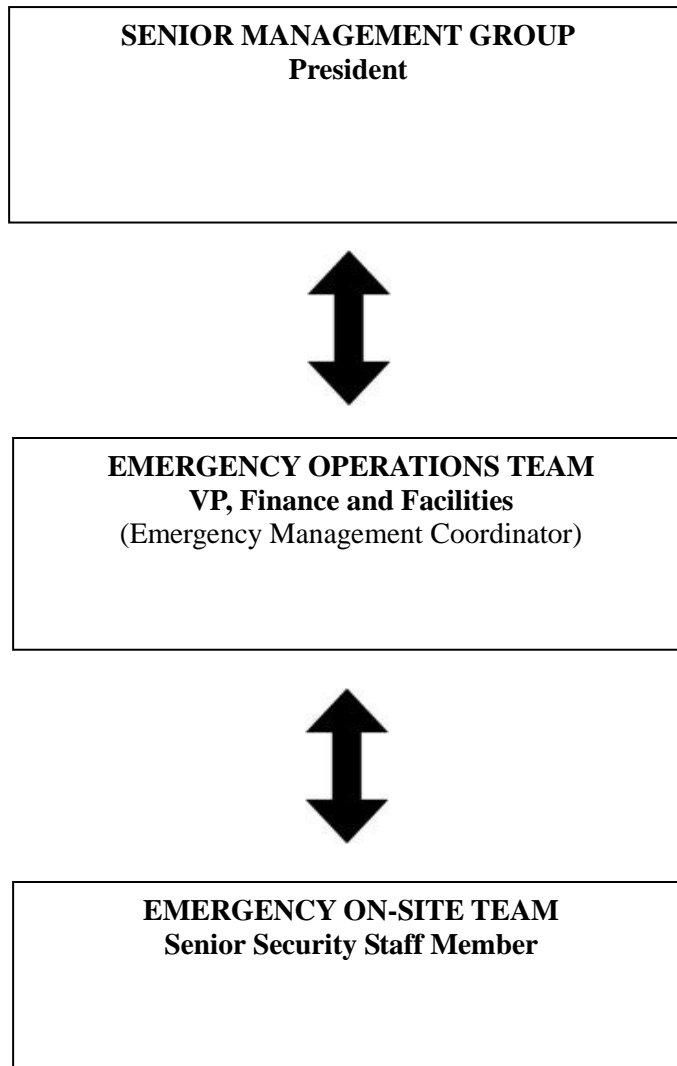 SENIOR MANAGEMENT GROUP
President
EMERGENCY OPERATIONS TEAM
VP, Finance and Facilities
(Emergency Management Coordinator)
EMERGENCY ON-SITE TEAM
Senior Security Staff Member